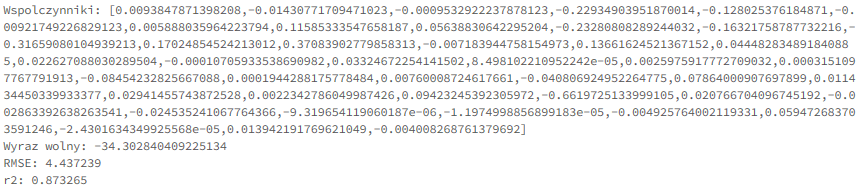 Wspolczynniki: [0.0093847871398208,-0.01430771709471023,-0.0009532922237878123,-0.22934903951870014,-0.128025376184871,-0.0
0921749226829123,0.005888035964223794,0.11585333547658187,0.05638830642295204,-0.23280808289244032,-0.16321758787732216,-
0.31659080104939213,0.17024854524213012,0.37083902779858313,-0.007183944758154973,0.13661624521367152,0.04448283489184088
5,0.022627088030289504,-0.00010705933538690982,0.03324672254141502,8.498102210952242e-05,0.0025975917772709032,0.000315109
7767791913,-0.08454232825667088,0.0001944288175778484,0.00760008724617661,-0.040806924952264775,0.07864000907697899,0.0114
34450339933377,0.02941455743872528,0.0022342786049987426,0.09423245392305972,-0.6619725133999105,0.020766704096745192,-0.0
02863392638263541,-0.024535241067764366,-9.319654119060187e-06,-1.1974998856899183e-05,-0.004925764002119331,0.05947268370
3591246,-2.4301634349925568e-05,0.013942191769621049,-0.004008268761379692]
Wyraz wolny: -34.302840409225134
RMSE: 4.437239
r2: 0.873265